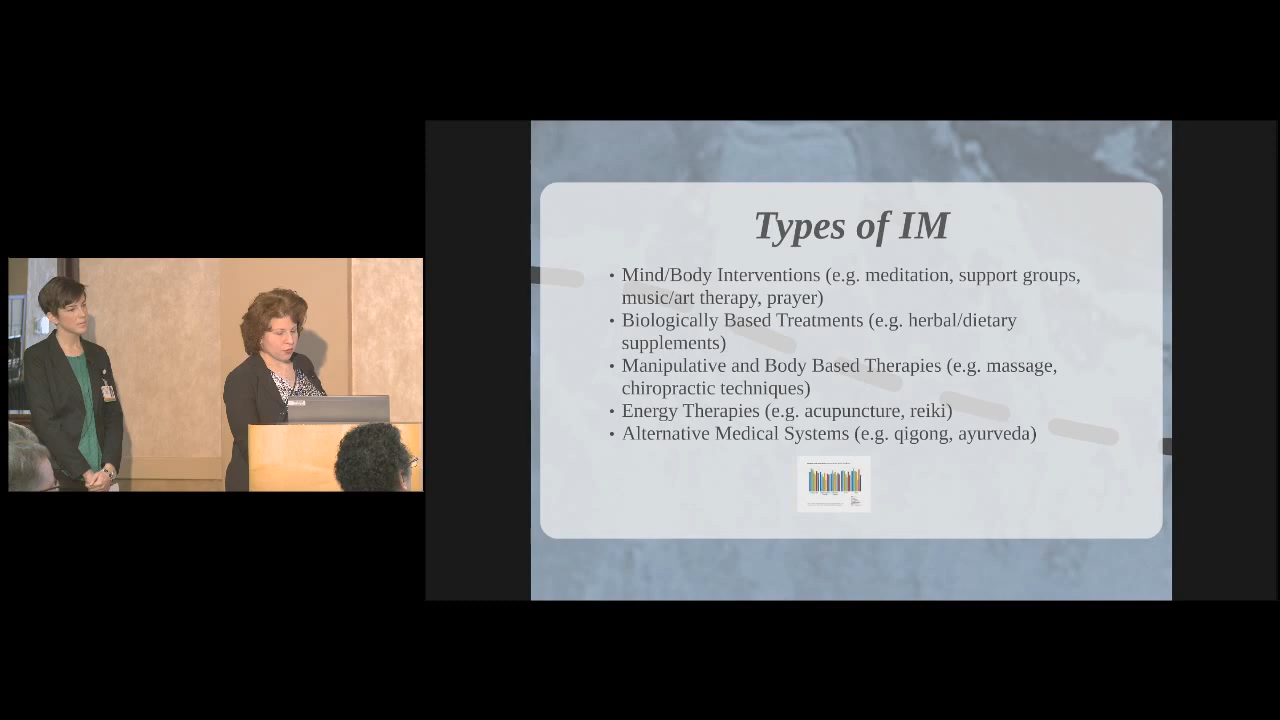 Types of IM
• Mind/Body Interventions (e.g. meditation, support groups,
music/art therapy, prayer)
• Biologically Based Treatments (e.g. herbal/dietary
supplements)
• Manipulative and Body Based Therapies (e.g. massage,
chiropractic techniques)
• Energy Therapies (e.g. acupuncture, reiki)
• Alternative Medical Systems (e.g. qigong, ayurveda)